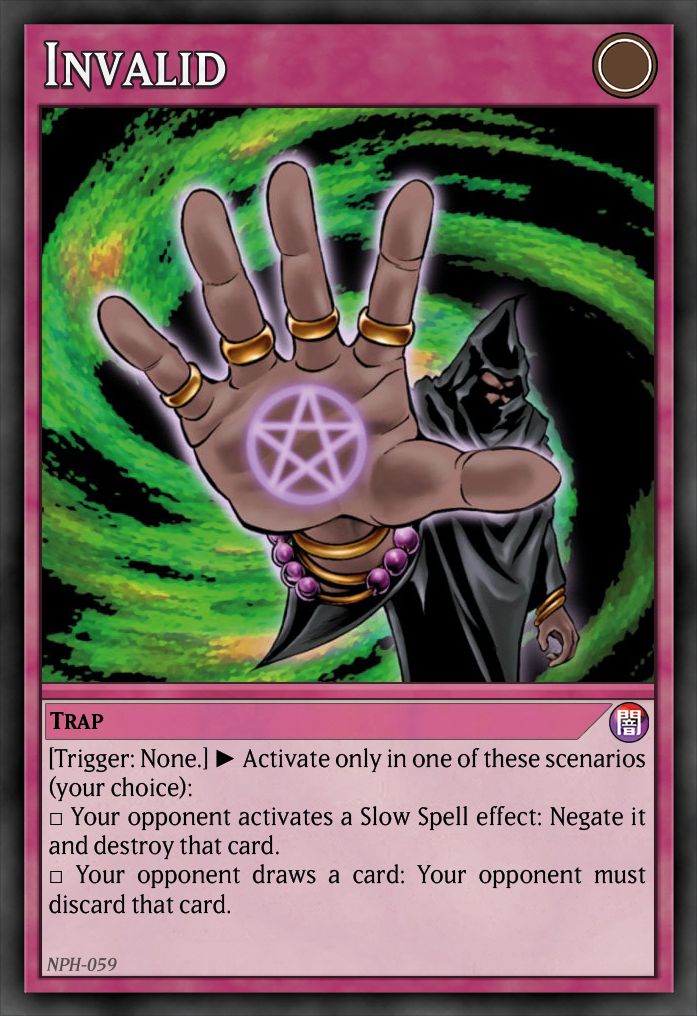 INVALID
TRAP
闇
[Trigger: None.] ► Activate only in one of these scenarios
(your choice):
□ Your opponent activates a Slow Spell effect: Negate it
and destroy that card.
□ Your opponent draws a card: Your opponent must
discard that card.
NPH-059